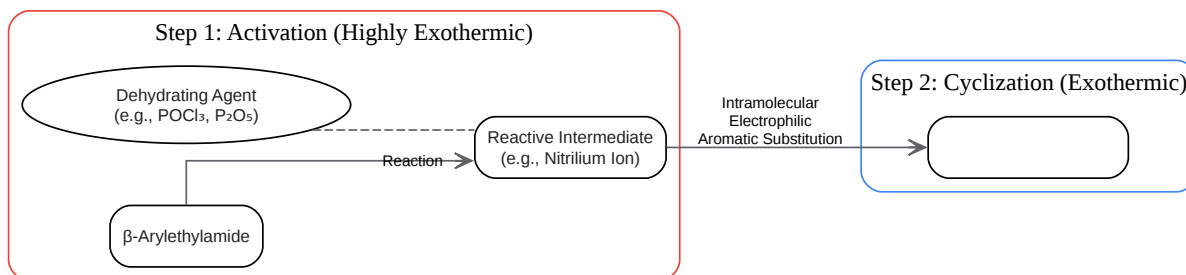 Step 1: Activation (Highly Exothermic)
Dehydrating Agent
(e.g., POCl₃, P₂O₅)
Reaction
β-Arylethylamide
Reactive Intermediate
(e.g., Nitrilium Ion)
Intramolecular
Electrophilic
Aromatic Substitution
Step 2: Cyclization (Exothermic)